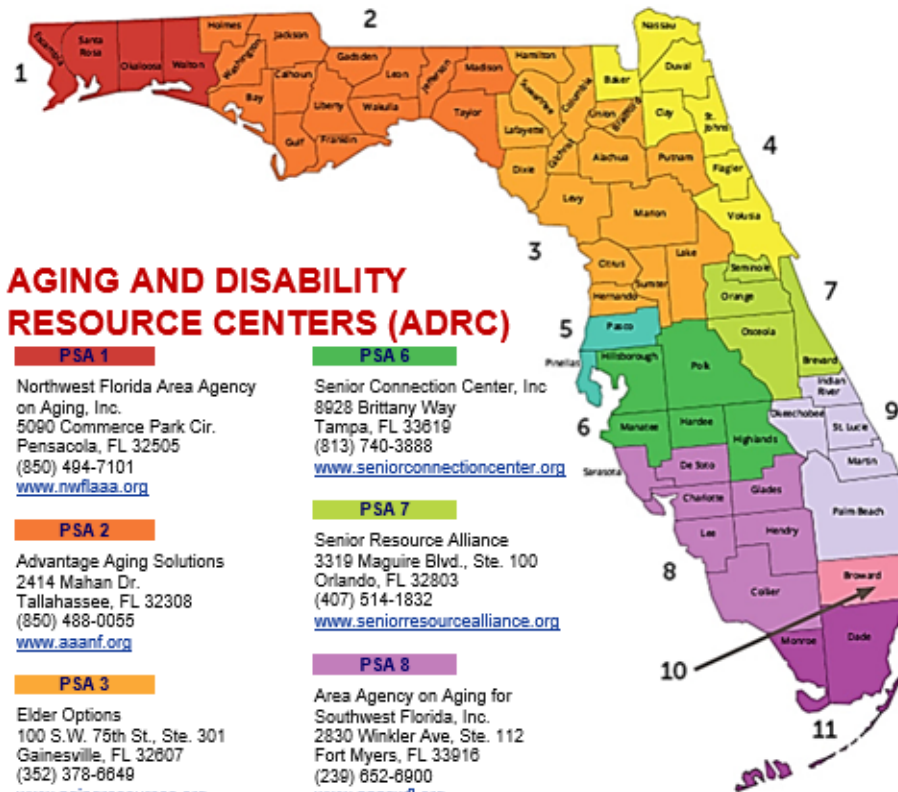 2
Holmes
Jackson
Nassau
Escambia
Santa
Rosa
Okaloosa
Walton
Washington
Gadsden
Leon
Jefferson
Madison
Hamilton
Baker
Duval
1
Bay
Calhoun
Liberty
Wakulla
Taylor
Suwannee
Columbia
Union
Bradford
Clay
St.
Johns
Gulf
Franklin
Lafayette
Gilchrist
Alachua
Putnam
Flagler
4
Dixie
Levy
Marion
Volusia
3
Citrus
Sumter
Lake
Seminole
Hernando
Orange
7
AGING AND DISABILITY
RESOURCE CENTERS (ADRC)
5
Pasco
Osceola
Pinellas
Hillsborough
Polk
Brevard
Indian
River
9
6
Manatee
Hardee
Highlands
Okeechobee
St. Lucie
Sarasota
De Soto
Martin
Charlotte
Glades
Palm Beach
Lee
Hendry
8
Collier
Broward
10
Monroe
Dade
11
PSA 1
Northwest Florida Area Agency
on Aging, Inc.
5090 Commerce Park Cir.
Pensacola, FL 32505
(850) 494-7101
www.nwflaaa.org
PSA 2
Advantage Aging Solutions
2414 Mahan Dr.
Tallahassee, FL 32308
(850) 488-0055
www.aaanf.org
PSA 3
Elder Options
100 S.W. 75th St., Ste. 301
Gainesville, FL 32607
(352) 378-6649
PSA 6
Senior Connection Center, Inc
8928 Brittany Way
Tampa, FL 33619
(813) 740-3888
www.seniorconnectioncenter.org
PSA 7
Senior Resource Alliance
3319 Maguire Blvd., Ste. 100
Orlando, FL 32803
(407) 514-1832
www.seniorresourcealliance.org
PSA 8
Area Agency on Aging for
Southwest Florida, Inc.
2830 Winkler Ave, Ste. 112
Fort Myers, FL 33916
(239) 652-6900